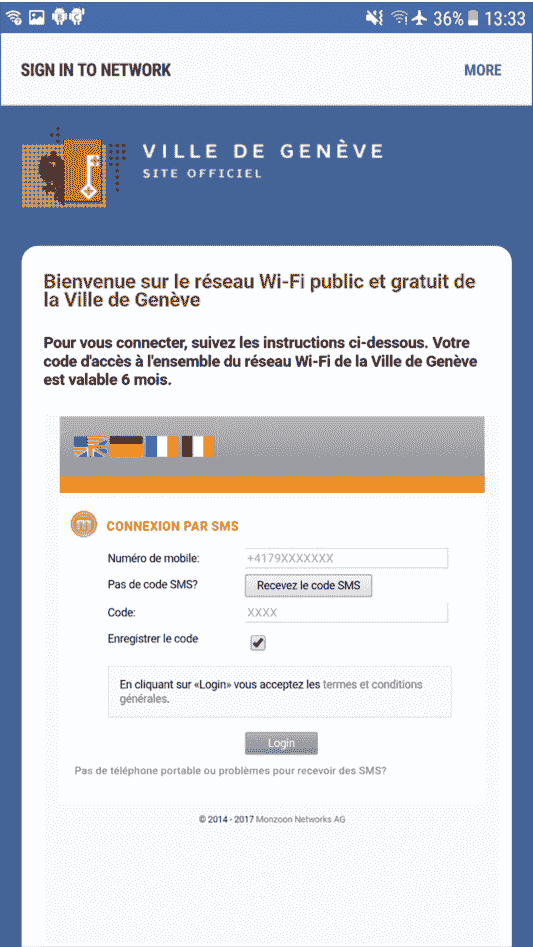 36% 13:33
SIGN IN TO NETWORK MORE
VILLE DE GENÈVE
SITE OFFICIEL
Bienvenue sur le réseau Wi-Fi public et gratuit de
la Ville de Genève
Pour vous connecter, suivez les instructions ci-dessous. Votre
code d'accès à l'ensemble du réseau Wi-Fi de la Ville de Genève
est valable 6 mois.
m CONNEXION PAR SMS
Numéro de mobile: +4179XXXXXXX
Pas de code SMS? Recevez le code SMS
Code: XXXX
Enregistrer le code
En cliquant sur «Login» vous acceptez les termes et conditions
générales.
Login
Pas de téléphone portable ou problèmes pour recevoir des SMS?
© 2014 - 2017 Monzoon Networks AG